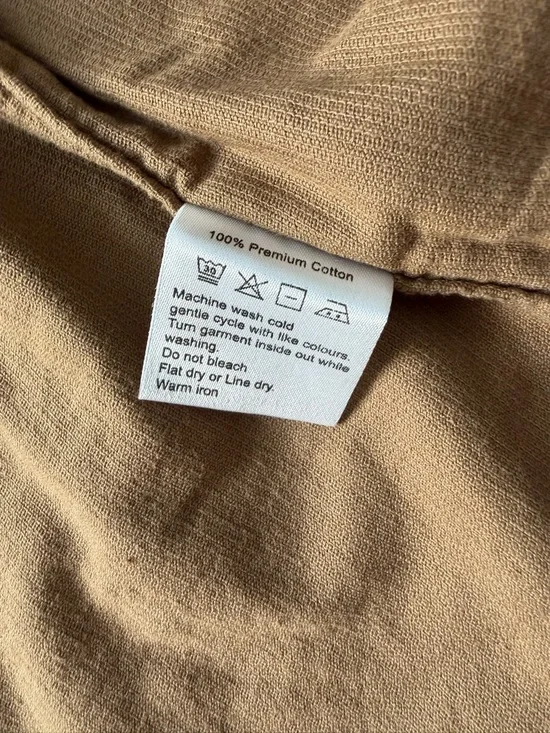 100% Premium Cotton
30
Machine wash cold
gentle cycle with like colours.
Turn garment inside out while
washing.
Do not bleach
Flat dry or Line dry.
Warm iron